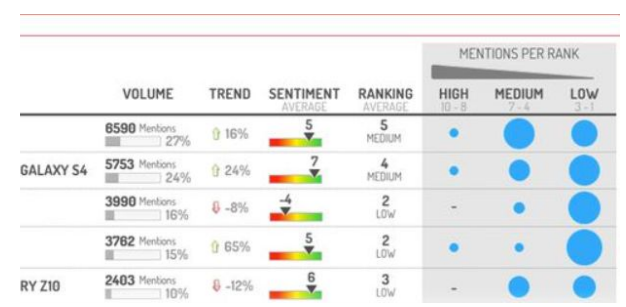 MENTIONS PER RANK
VOLUME TREND SENTIMENT RANKING HIGH MEDIUM LOW
AVERAGE AVERAGE 10 - 8 7 - 4 3 - 1
6590 Mentions 5 5
27% 16% MEDIUM
GALAXY S4 5753 Mentions 7 4
24% 24% MEDIUM
3990 Mentions -4 2 -
16% -8% LOW
3762 Mentions 5 2
15% 65% LOW
RY Z10 2403 Mentions 6 3 -
10% -12% LOW